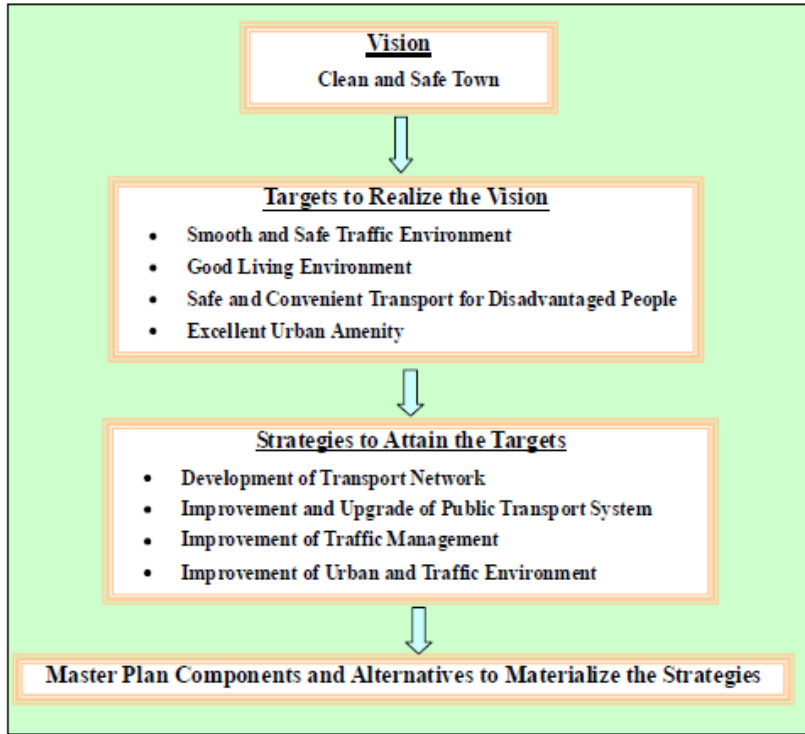 Vision
Clean and Safe Town
Targets to Realize the Vision
• Smooth and Safe Traffic Environment
• Good Living Environment
• Safe and Convenient Transport for Disadvantaged People
• Excellent Urban Amenity
Strategies to Attain the Targets
• Development of Transport Network
• Improvement and Upgrade of Public Transport System
• Improvement of Traffic Management
• Improvement of Urban and Traffic Environment
Master Plan Components and Alternatives to Materialize the Strategies